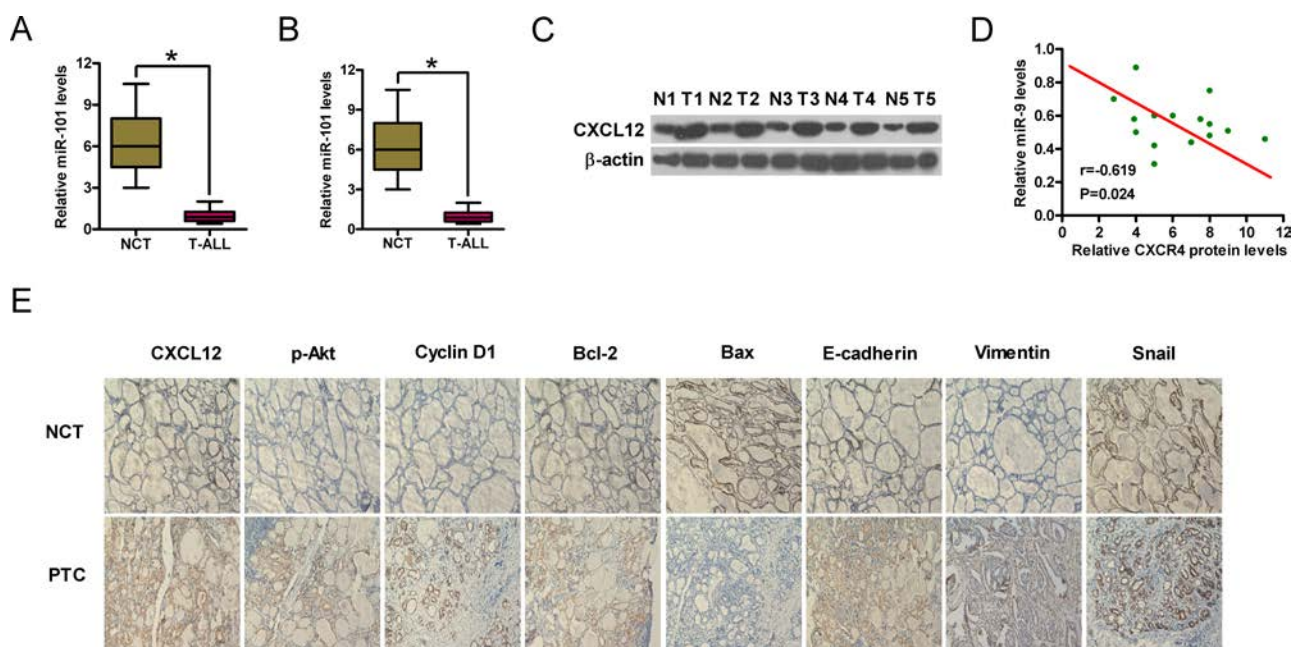 A
Relative miR-101 levels
12
9
6
3
0
*
NCT T-ALL
B
Relative miR-101 levels
12
9
6
3
0
*
NCT T-ALL
C
N1 T1 N2 T2 N3 T3 N4 T4 N5 T5
CXCL12
β-actin
D
Relative miR-9 levels
1.0
0.8
0.6
0.4
0.2
0.0
r=-0.619
P=0.024
0 2 4 6 8 10 12
Relative CXCR4 protein levels
E
CXCL12 p-Akt Cyclin D1 Bcl-2 Bax E-cadherin Vimentin Snail
NCT
PTC